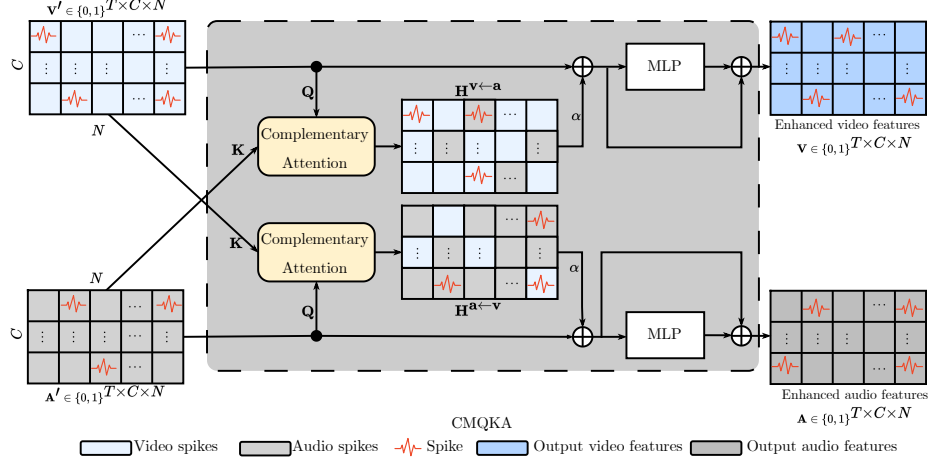 V′ ∈ {0, 1}T×C×N
C
N
⋯
⋮ ⋮ ⋮ ⋯ ⋮
⋯
Q
K
Complementary
Attention
H^v←a
⋯
⋮ ⋮ ⋮ ⋮ ⋮
⋯
α
MLP
⋯
⋮ ⋮ ⋮ ⋯ ⋮
⋯
Enhanced video features
V ∈ {0, 1}T×C×N
K
Complementary
Attention
Q
⋯
⋮ ⋮ ⋮ ⋮
⋯
H^a←v
α
MLP
N
C
⋯
⋮ ⋮ ⋮ ⋯ ⋮
⋯
A′ ∈ {0, 1}T×C×N
⋯
⋮ ⋮ ⋮ ⋯ ⋮
⋯
Enhanced audio features
A ∈ {0, 1}T×C×N
CMQKA
Video spikes Audio spikes Spike Output video features Output audio features